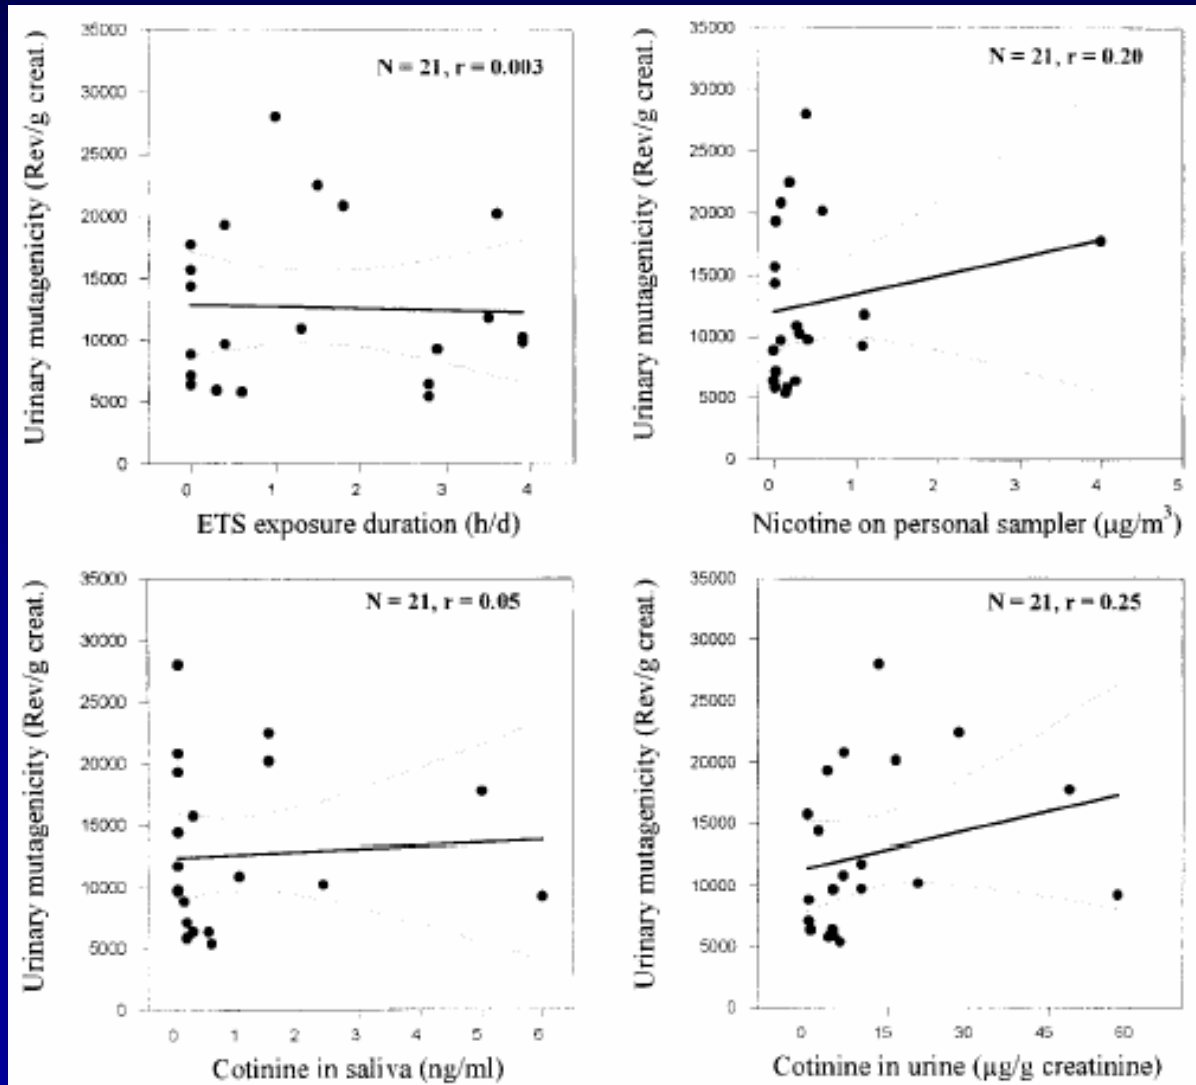 Urinary mutagenicity (Rev/g creat.)
35000
30000
25000
20000
15000
10000
5000
0
N = 21, r = 0.003
0 1 2 3 4
ETS exposure duration (h/d)
Urinary mutagenicity (Rev/g creat.)
35000
30000
25000
20000
15000
10000
5000
0
N = 21, r = 0.20
0 1 2 3 4 5
Nicotine on personal sampler (µg/m³)
Urinary mutagenicity (Rev/g creat.)
35000
30000
25000
20000
15000
10000
5000
0
N = 21, r = 0.05
0 1 2 3 4 5 6
Cotinine in saliva (ng/ml)
Urinary mutagenicity (Rev/g creat.)
35000
30000
25000
20000
15000
10000
5000
0
N = 21, r = 0.25
0 15 30 45 60
Cotinine in urine (µg/g creatinine)